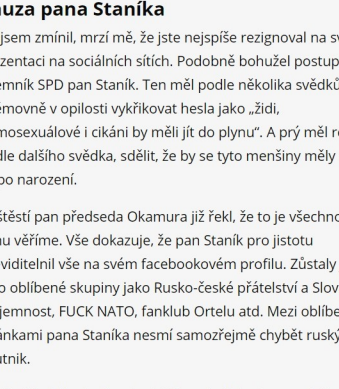 uza pana Staníka
jsem zmínil, mrzí mě, že jste nejspíše rezignoval na sv
zentaci na sociálních sítích. Podobně bohužel postup
emník SPD pan Staník. Ten měl podle několika svědků
ěmovně v opilosti vykřikovat hesla jako „židi,
mosexuálové i cikáni by měli jít do plynu“. A prý měl r
dle dalšího svědka, sdělit, že by se tyto menšiny měly
po narození.
štěstí pan předseda Okamura již řekl, že to je všechno
u věříme. Vše dokazuje, že pan Staník pro jistotu
viditelnil vše na svém facebookovém profilu. Zůstaly
o oblíbené skupiny jako Rusko-české přátelství a Slov
jemnost, FUCK NATO, fanklub Ortelu atd. Mezi oblíbe
ánkami pana Staníka nesmí samozřejmě chybět ruský
utnik.